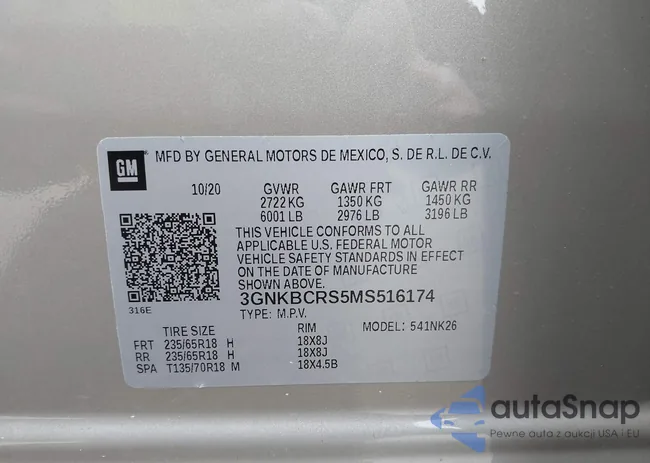 GM MFD BY GENERAL MOTORS DE MEXICO, S. DE R.L. DE C.V.
10/20 GVWR GAWR FRT GAWR RR
2722 KG 1350 KG 1450 KG
6001 LB 2976 LB 3196 LB
THIS VEHICLE CONFORMS TO ALL
APPLICABLE U.S. FEDERAL MOTOR
VEHICLE SAFETY STANDARDS IN EFFECT
ON THE DATE OF MANUFACTURE
SHOWN ABOVE.
3GNKBCRS5MS516174
316E
TYPE: M.P.V.
TIRE SIZE RIM MODEL: 541NK26
FRT 235/65R18 H 18X8J
RR 235/65R18 H 18X8J
SPA T135/70R18 M 18X4.5B
autaSnap
Pewne auta z aukcji USA i EU